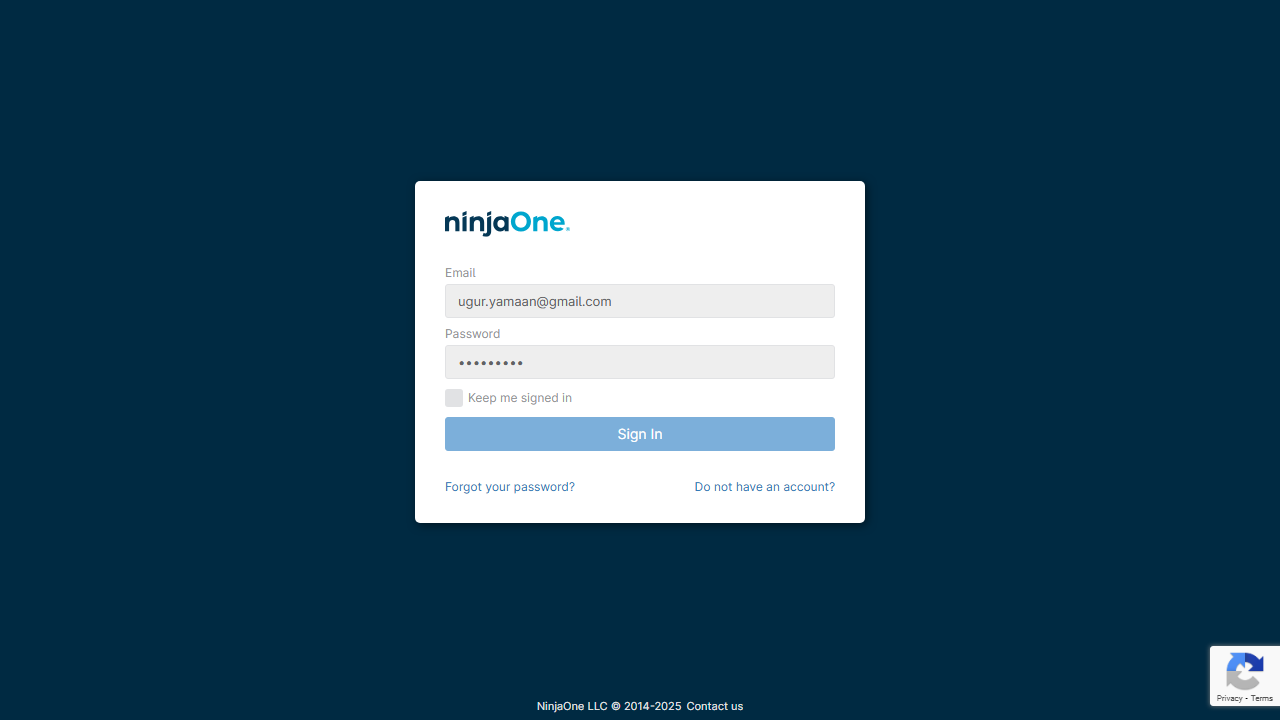 ninjaOne
Email
ugur.yamaan@gmail.com
Password
•••••••••
Keep me signed in
Sign In
Forgot your password? Do not have an account?
Privacy - Terms
NinjaOne LLC © 2014-2025 Contact us